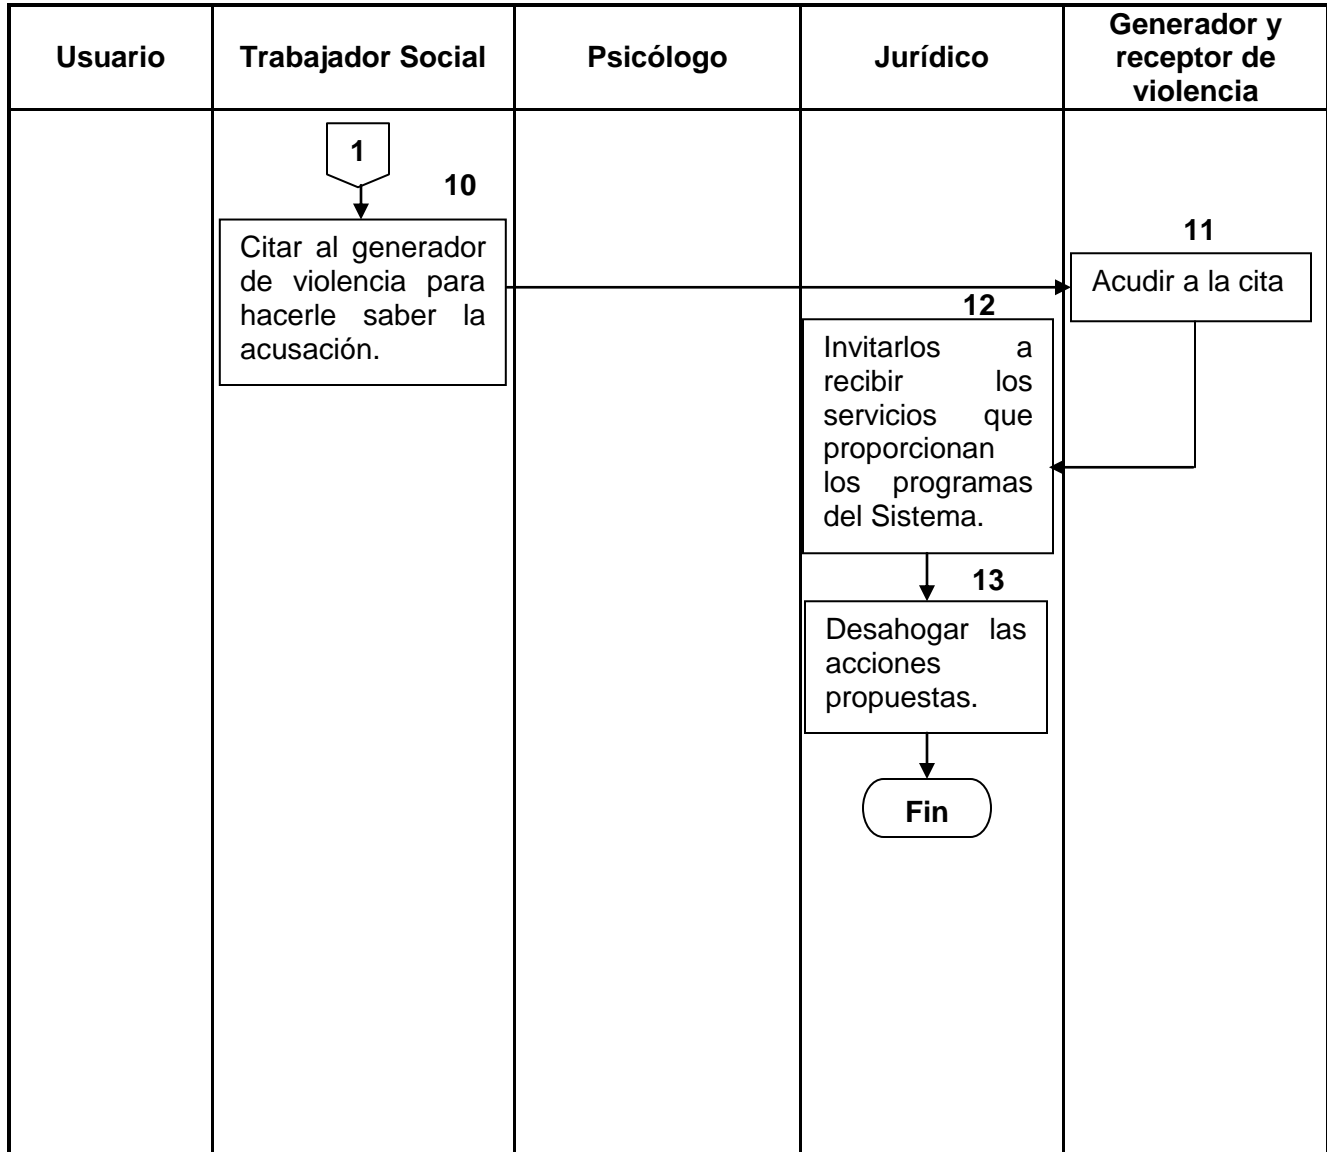 Usuario
Trabajador Social
Psicólogo
Jurídico
Generador y
receptor de
violencia
1
10
Citar al generador
de violencia para
hacerle saber la
acusación.
11
Acudir a la cita
12
Invitarlos a
recibir los
servicios que
proporcionan
los programas
del Sistema.
13
Desahogar las
acciones
propuestas.
Fin